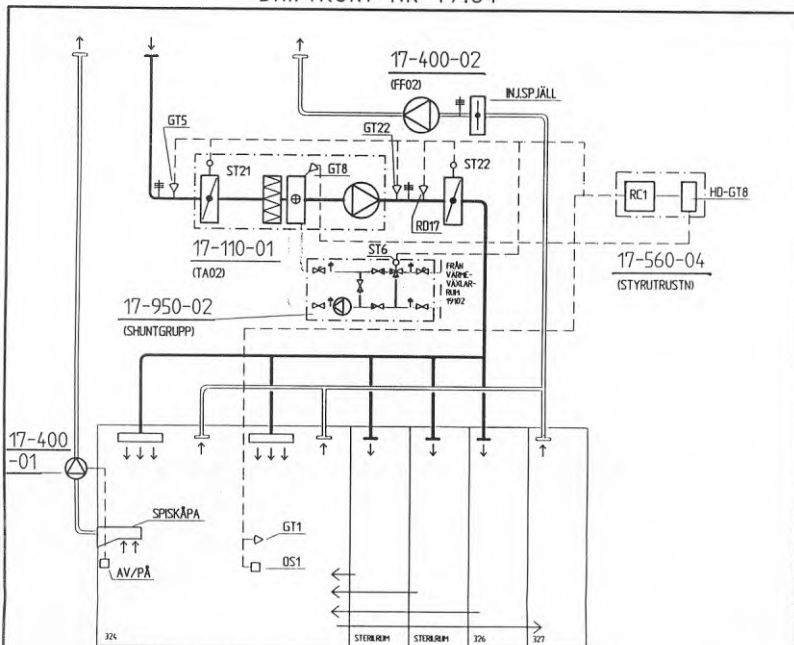 17-400-02
(FF02)
INJ.SPJÄLL
GT5
GT22
ST21
GT8
ST22
RC1
HD-GT8
RD17
17-110-01
(TA02)
ST6
17-560-04
(STYRUTRUSTN)
FRÅN
VÄRME-
VÄXLAR-
RUM
19102
17-950-02
(SHUNTGRUPP)
17-400
-01
SPISKÅPA
GT1
OS1
AV/PÅ
324
STERILRUM
STERILRUM
326
327